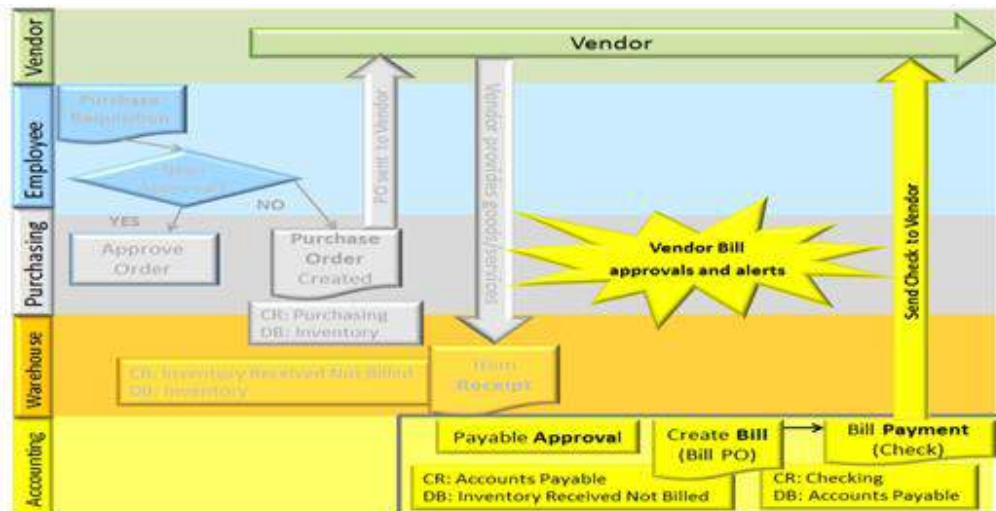 Vendor
Vendor
Employee
Purchase
Requisition
PO sent to Vendor
Vendor provides goods/services
YES
NO
Purchasing
Approve
Order
Purchase
Order
Created
Vendor Bill
approvals and alerts
Send Check to Vendor
CR: Purchasing
DB: Inventory
Warehouse
CR: Inventory Received Not Billed
DB: Inventory
Item
Receipt
Accounting
Payable Approval
Create Bill
(Bill PO)
Bill Payment
(Check)
CR: Accounts Payable
DB: Inventory Received Not Billed
CR: Checking
DB: Accounts Payable